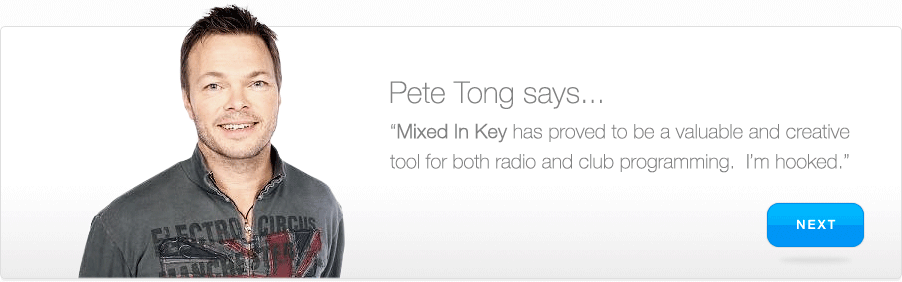 Pete Tong says...
“Mixed In Key has proved to be a valuable and creative
tool for both radio and club programming.  I’m hooked.”
NEXT
ELECTRO CIRCUS